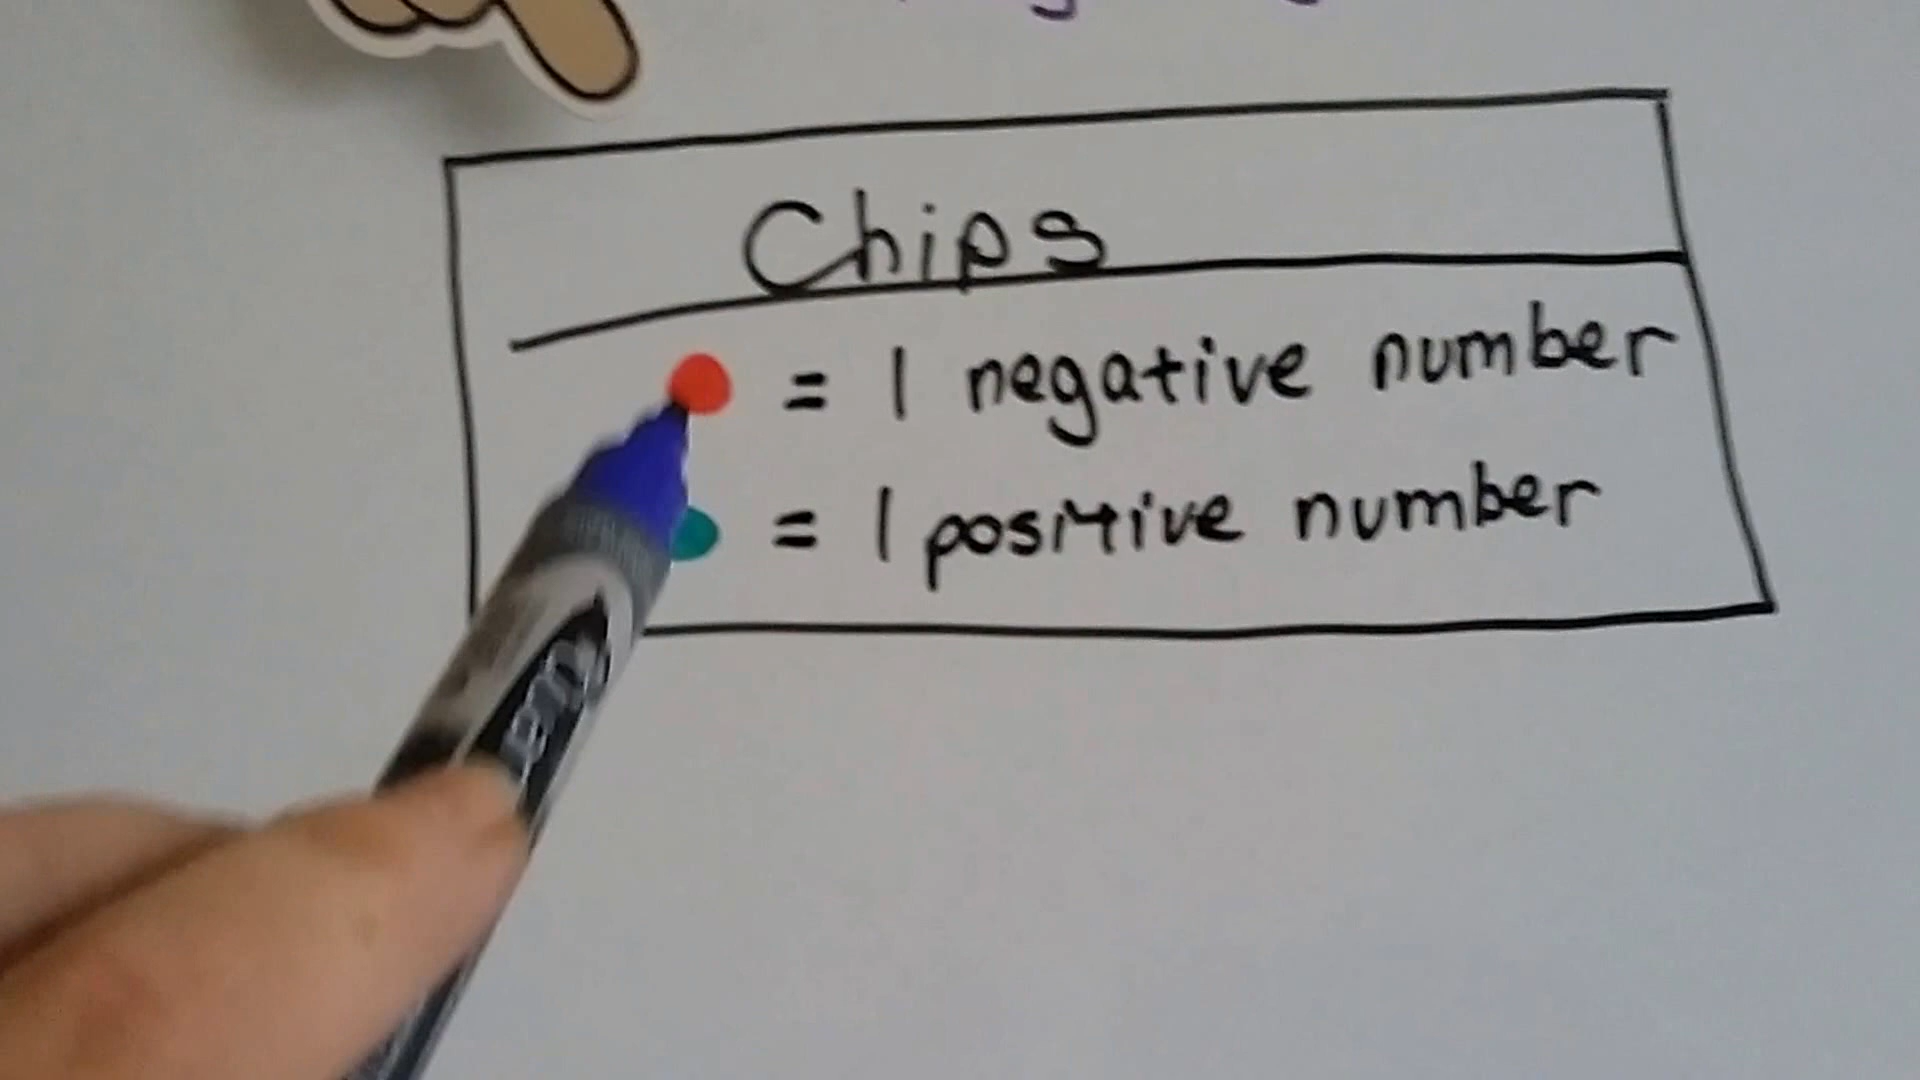 Chips
= 1 negative number
= 1 positive number